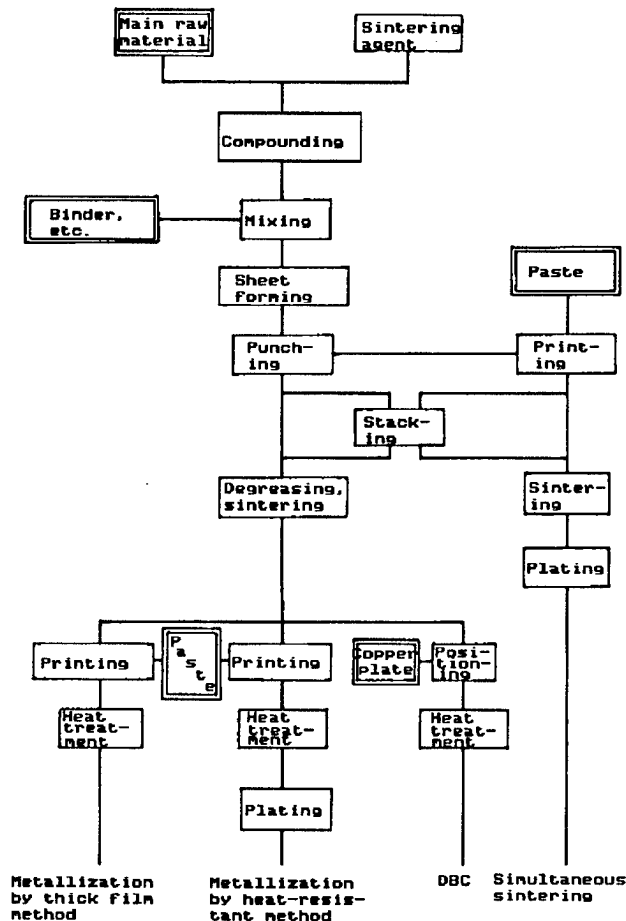 Main raw
material
Sintering
agent
Compounding
Binder,
etc.
Mixing
Sheet
forming
Paste
Punch-
ing
Print-
ing
Stack-
ing
Degreasing,
sintering
Sinter-
ing
Plating
Printing
Paste
Printing
Copper
plate
Posi-
tion-
ing
Heat
treat-
ment
Heat
treat-
ment
Heat
treat-
ment
Plating
Metallization
by thick film
method
Metallization
by heat-resis-
tant method
DBC
Simultaneous
sintering